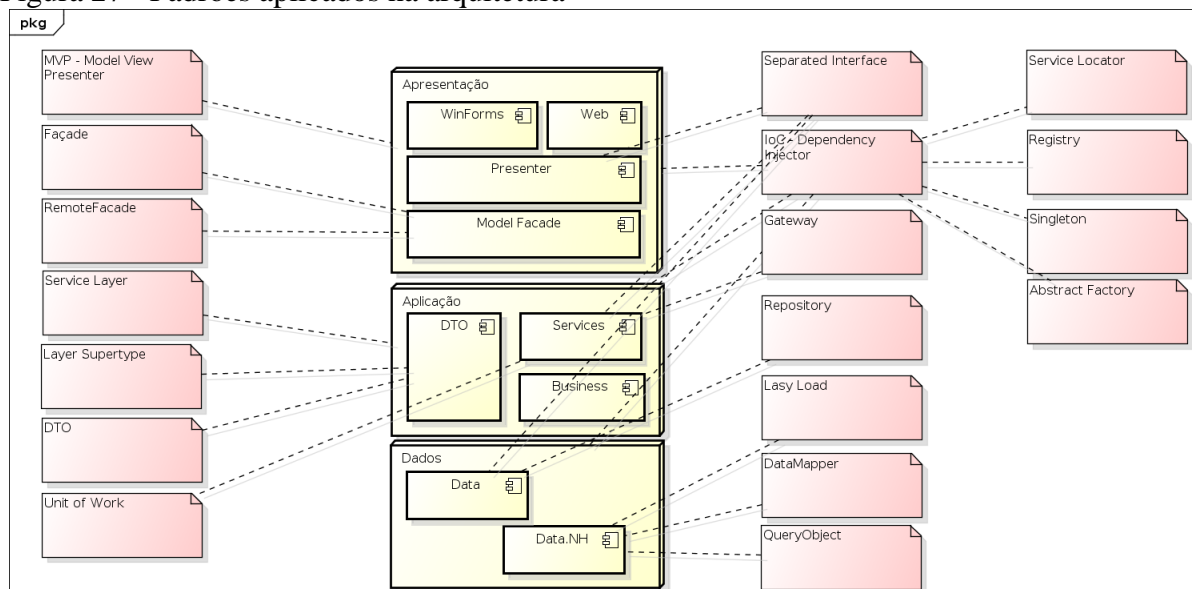 Figura 27 - Padrões aplicados na arquitetura
pkg
MVP - Model View
Presenter
Façade
RemoteFacade
Service Layer
Layer Supertype
DTO
Unit of Work
Apresentação
WinForms
Web
Presenter
Model Facade
Aplicação
DTO
Services
Business
Dados
Data
Data.NH
Separated Interface
IoC - Dependency
Injector
Gateway
Repository
Lasy Load
DataMapper
QueryObject
Service Locator
Registry
Singleton
Abstract Factory